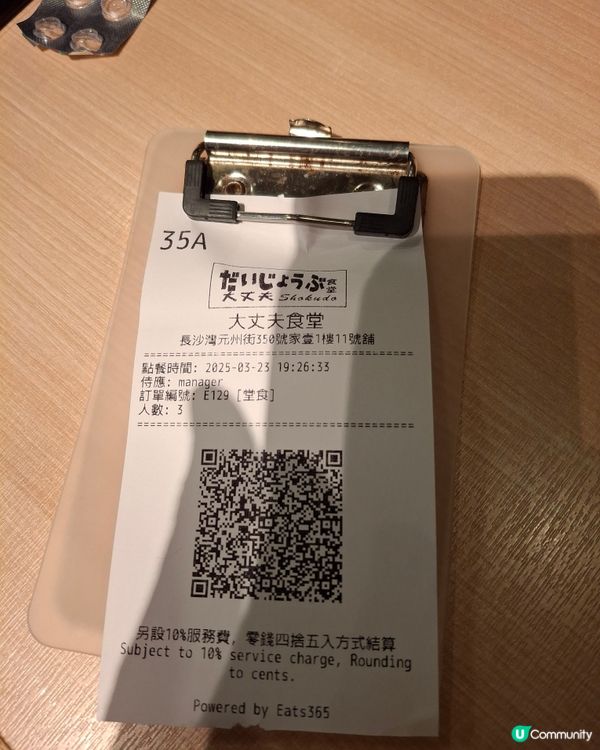 35A
だいじょうぶ食堂
大丈夫 Shokudo
大丈夫食堂
長沙灣元州街350號家壹1樓11號舖
點餐時間: 2025-03-23 19:26:33
侍應: manager
訂單編號: E129 [堂食]
人數: 3
另設10%服務費, 零錢四捨五入方式結算
Subject to 10% service charge, Rounding
to cents.
Powered by Eats365
U Community